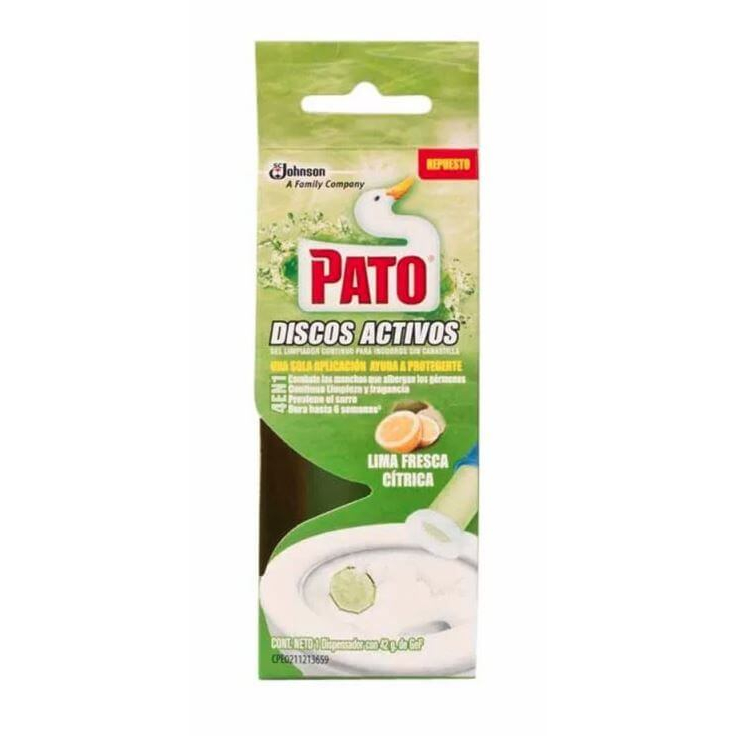 SC Johnson
A Family Company
REPUESTO
PATO®
DISCOS ACTIVOS™
GEL LIMPIADOR CONTINUO PARA INODOROS SIN CANASTILLA
UNA SOLA APLICACIÓN AYUDA A PROTEGERTE
4 EN 1
Combate las manchas que albergan los gérmenes
Continua Limpieza y fragancia
Previene el sarro
Dura hasta 6 semanas*
LIMA FRESCA
CÍTRICA
CONT. NETO 1 Dispensador con 42 g. de Gel*
CPE0211213659